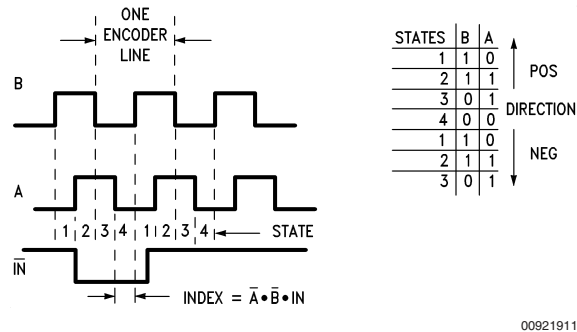 ONE
ENCODER
LINE
B
A
1 2 3 4 1 2 3 4 STATE
I̅N̅
INDEX = A̅•B̅•IN
STATES B A
1 1 0
2 1 1
3 0 1
4 0 0
1 1 0
2 1 1
3 0 1
POS
DIRECTION
NEG
00921911